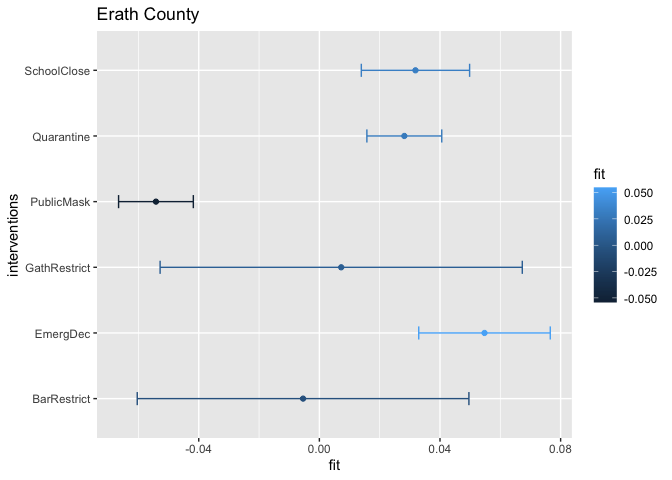 Erath County
SchoolClose
Quarantine
PublicMask
GathRestrict
EmergDec
BarRestrict
interventions
-0.04 0.00 0.04 0.08
fit
fit
0.050
0.025
0.000
-0.025
-0.050